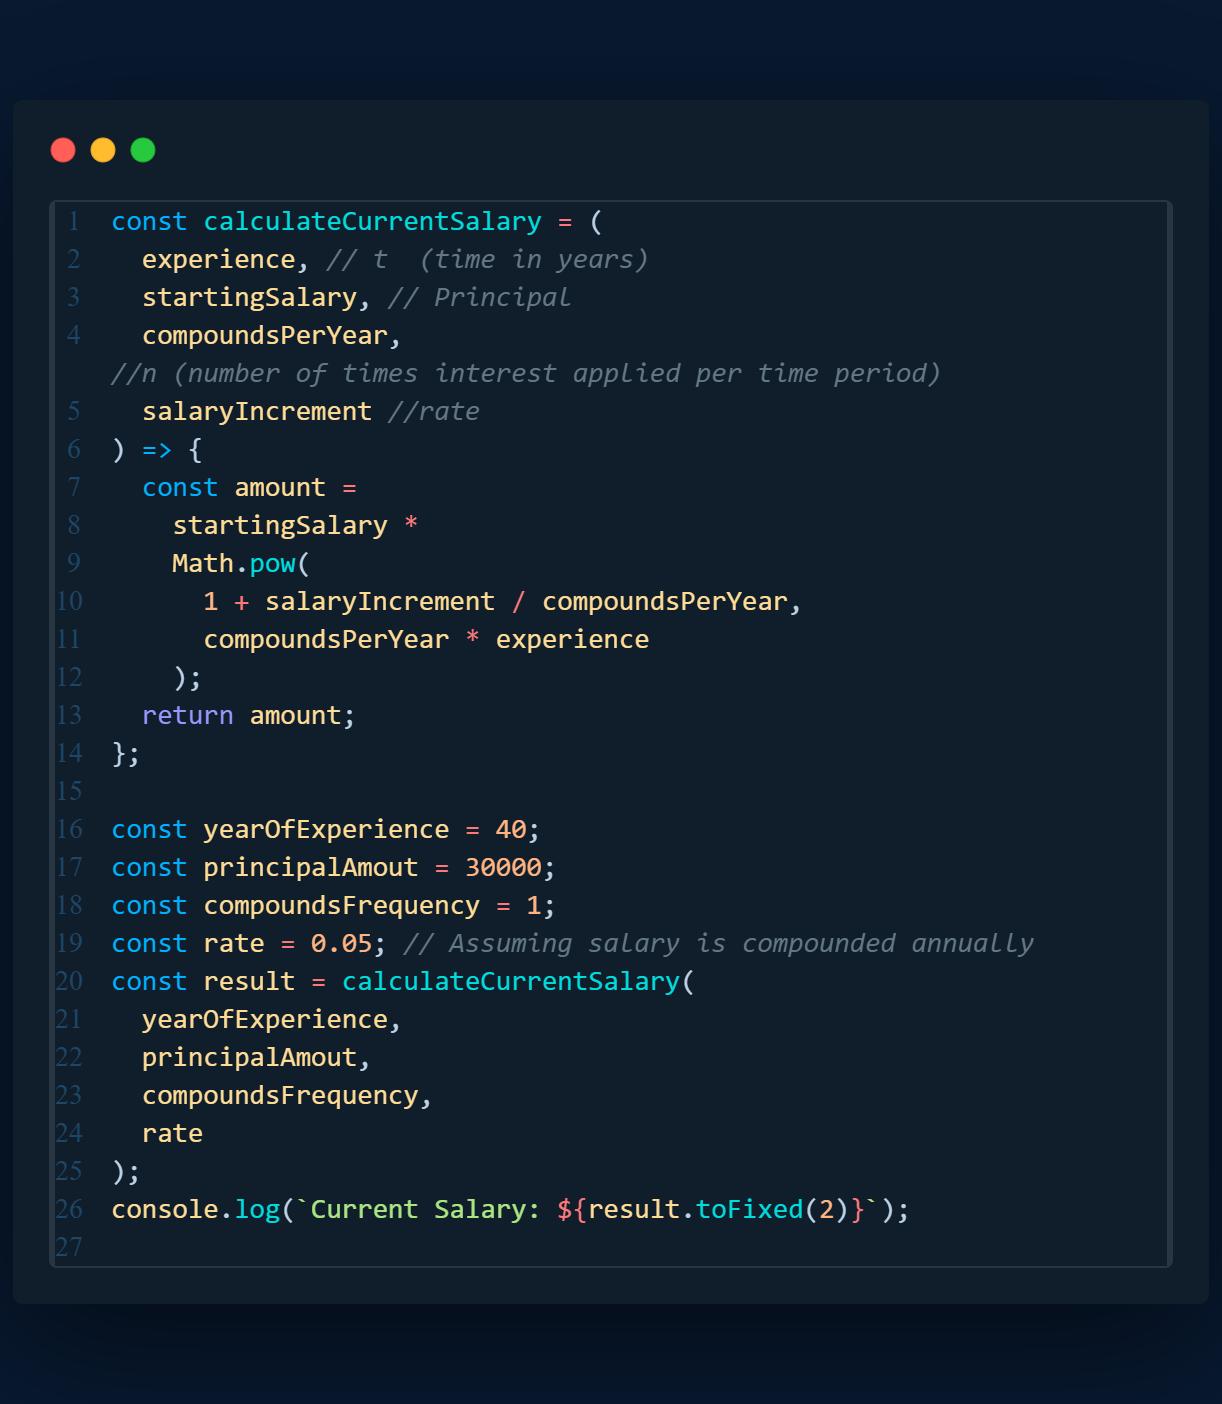 1 const calculateCurrentSalary = (
2   experience, // t  (time in years)
3   startingSalary, // Principal
4   compoundsPerYear,
//n (number of times interest applied per time period)
5   salaryIncrement //rate
6 ) => {
7   const amount =
8     startingSalary *
9     Math.pow(
10       1 + salaryIncrement / compoundsPerYear,
11       compoundsPerYear * experience
12     );
13   return amount;
14 };
15
16 const yearOfExperience = 40;
17 const principalAmout = 30000;
18 const compoundsFrequency = 1;
19 const rate = 0.05; // Assuming salary is compounded annually
20 const result = calculateCurrentSalary(
21   yearOfExperience,
22   principalAmout,
23   compoundsFrequency,
24   rate
25 );
26 console.log(`Current Salary: ${result.toFixed(2)}`);
27